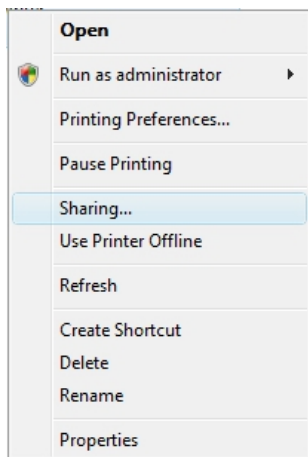 Open
Run as administrator
Printing Preferences...
Pause Printing
Sharing...
Use Printer Offline
Refresh
Create Shortcut
Delete
Rename
Properties